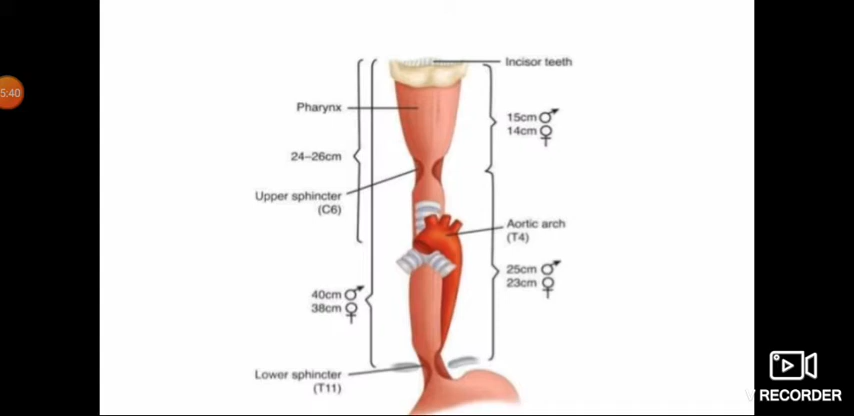 5:40
Incisor teeth
Pharynx
15cm ♂
14cm ♀
24–26cm
Upper sphincter
(C6)
Aortic arch
(T4)
25cm ♂
23cm ♀
40cm ♂
38cm ♀
Lower sphincter
(T11)
V RECORDER